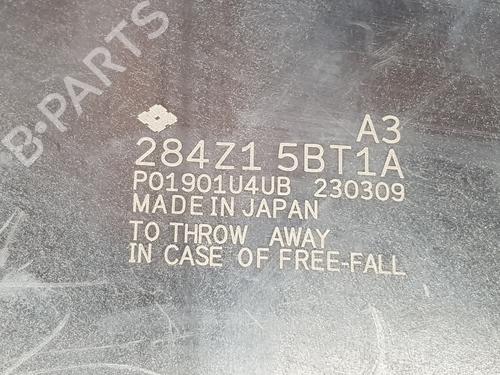 B-PARTS
A3
284Z1 5BT1A
P01901U4UB 230309
MADE IN JAPAN
TO THROW AWAY
IN CASE OF FREE-FALL